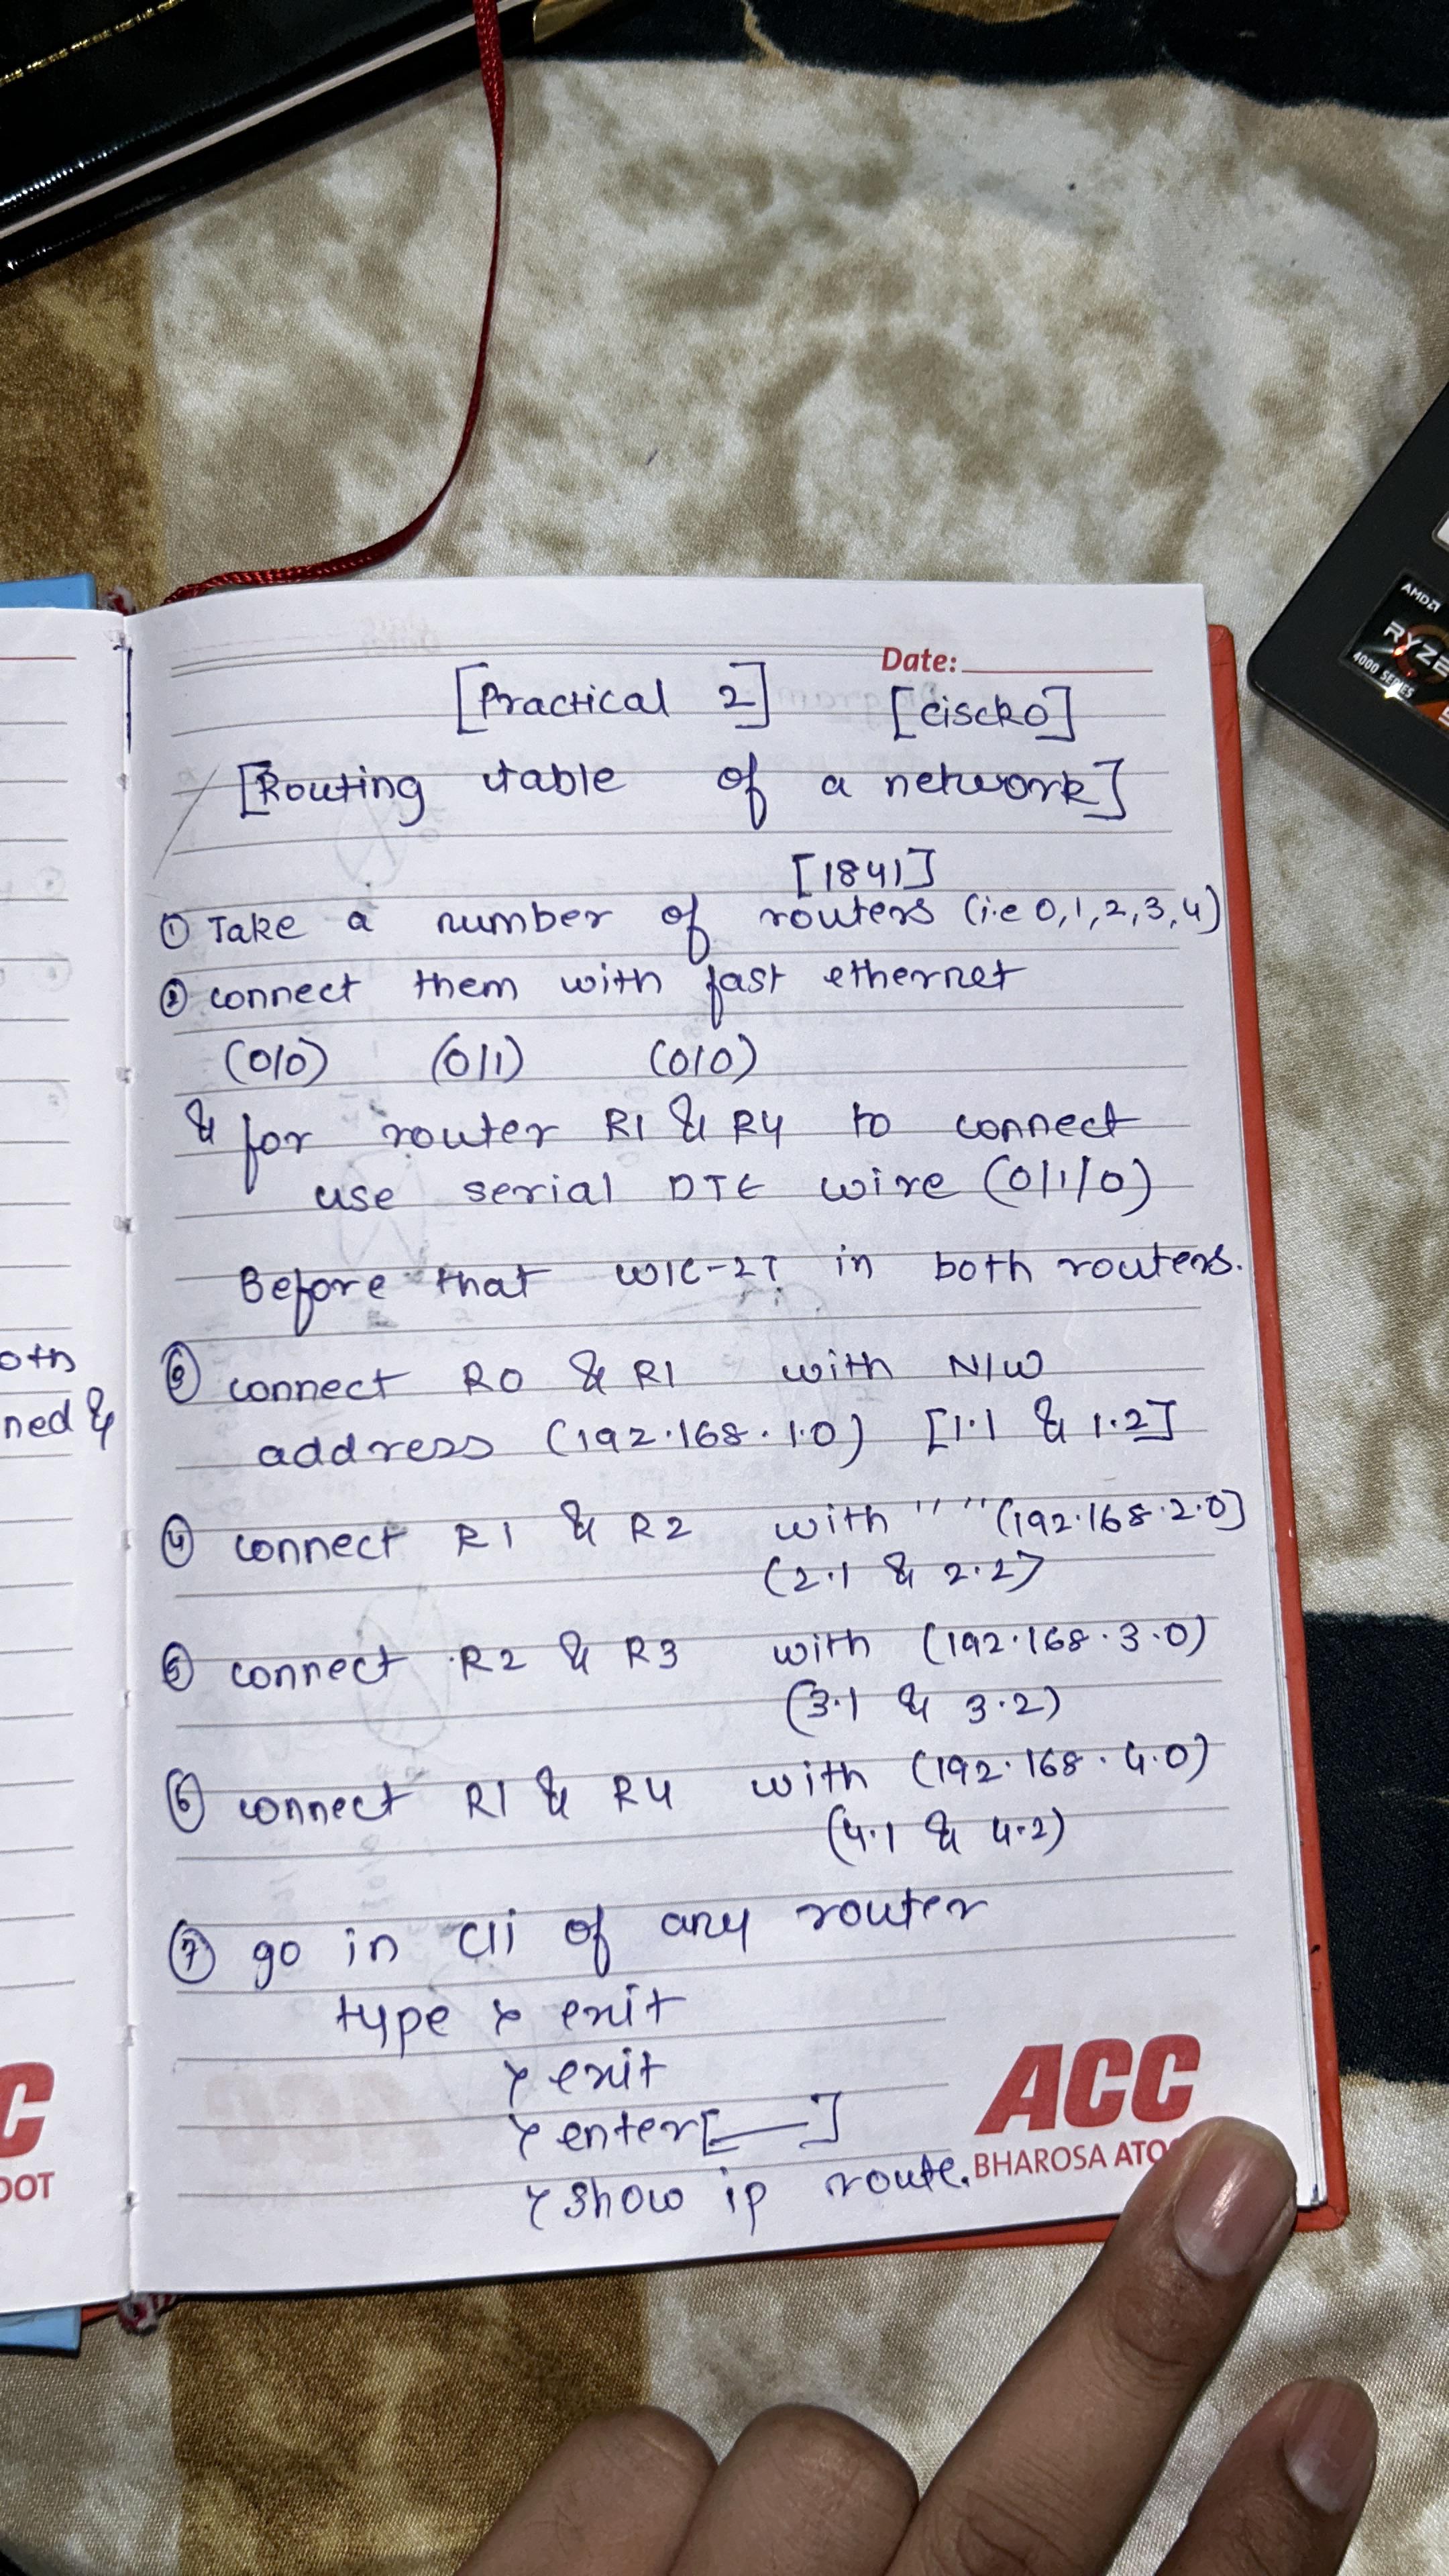 Date:
[Practical 2] [ciscko]
[Routing table of a network]
[1841]
① Take a number of routers (i.e 0,1,2,3,4)
② connect them with fast ethernet
(0/0) (0/1) (0/0)
& for router R1 & R4 to connect
use serial DTE wire (0/1/0)
Before that WIC-2T in both routers.
③ connect R0 & R1 with N/W
address (192.168.1.0) [1.1 & 1.2]
④ connect R1 & R2 with " " (192.168.2.0]
(2.1 & 2.2)
⑤ connect R2 & R3 with (192.168.3.0)
(3.1 & 3.2)
⑥ connect R1 & R4 with (192.168.4.0)
(4.1 & 4.2)
⑦ go in cli of any router
type > exit
> exit
> enter [—]
> show ip route.
ACC
BHAROSA ATOO
oth
ned &
C
OOT
AMD
RYZE
4000 SERIES